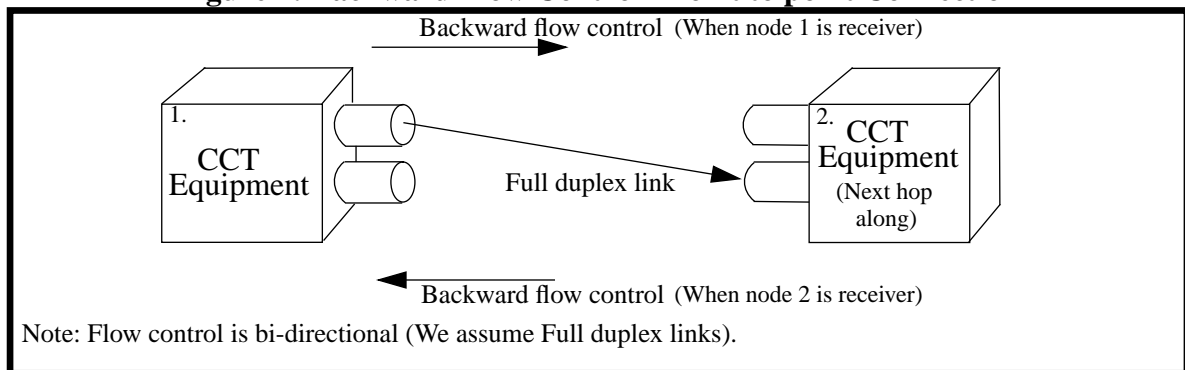 Backward flow control (When node 1 is receiver)
1.
CCT
Equipment
Full duplex link
2.
CCT
Equipment
(Next hop
along)
Backward flow control (When node 2 is receiver)
Note: Flow control is bi-directional (We assume Full duplex links).